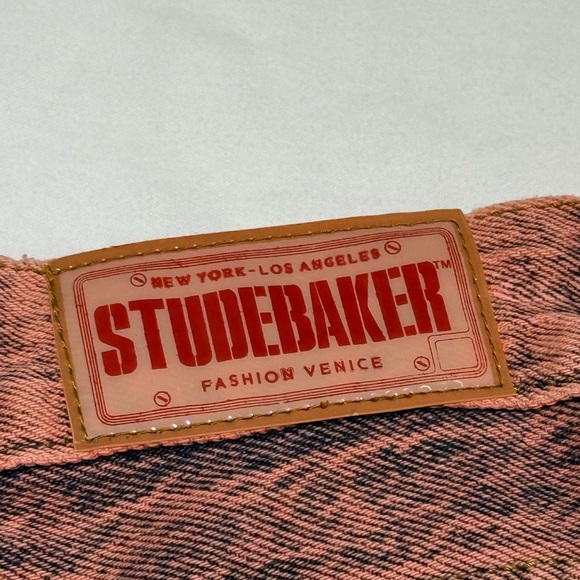 NEW YORK-LOS ANGELES
STUDEBAKER™
FASHION VENICE